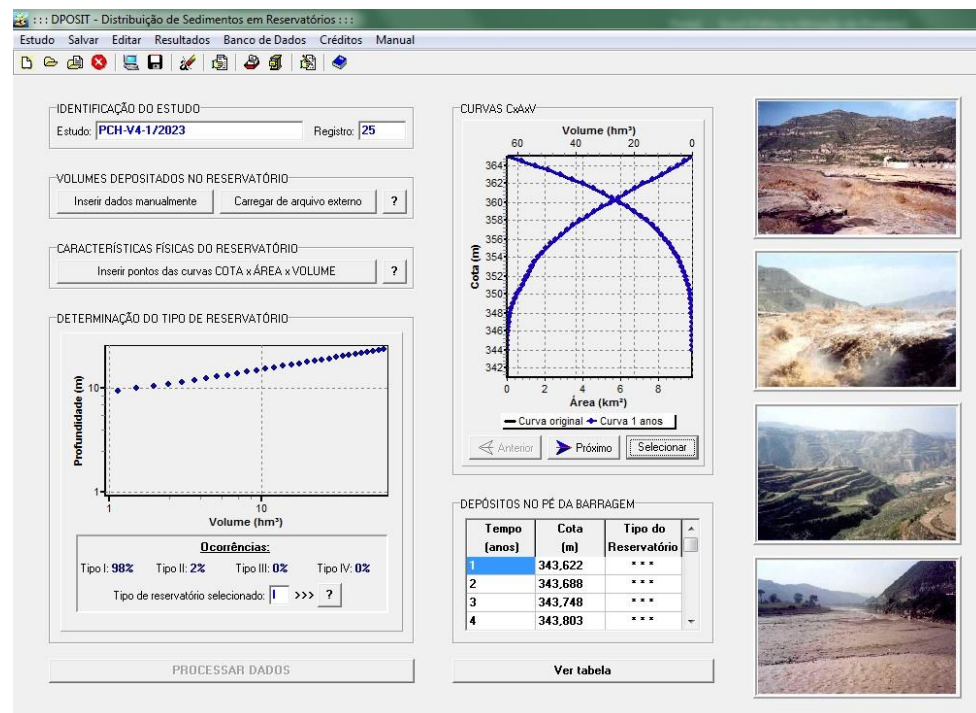 ::: DPOSIT - Distribuição de Sedimentos em Reservatórios :::
Estudo Salvar Editar Resultados Banco de Dados Créditos Manual
IDENTIFICAÇÃO DO ESTUDO
Estudo: PCH-V4-1/2023 Registro: 25
VOLUMES DEPOSITADOS NO RESERVATÓRIO
Inserir dados manualmente Carregar de arquivo externo ?
CARACTERÍSTICAS FÍSICAS DO RESERVATÓRIO
Inserir pontos das curvas COTA x ÁREA x VOLUME ?
DETERMINAÇÃO DO TIPO DE RESERVATÓRIO
Profundidade (m)
10
1
1 10
Volume (hm³)
Ocorrências:
Tipo I: 98% Tipo II: 2% Tipo III: 0% Tipo IV: 0%
Tipo de reservatório selecionado: I >>> ?
PROCESSAR DADOS
CURVAS CxAxV
Volume (hm³)
60 40 20 0
Cota (m)
364
362
360
358
356
354
352
350
348
346
344
342
0 2 4 6 8
Área (km²)
Curva original Curva 1 anos
Anterior Próximo Selecionar
DEPÓSITOS NO PÉ DA BARRAGEM
Tempo Cota Tipo do
(anos) (m) Reservatório
1 343,622 * * *
2 343,688 * * *
3 343,748 * * *
4 343,803 * * *
Ver tabela